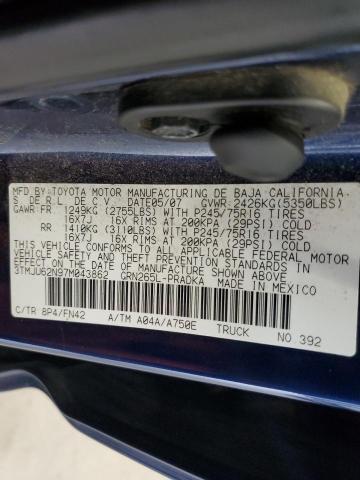 MFD.BY:TOYOTA MOTOR MANUFACTURING DE BAJA CALIFORNIA
S. DE R.L. DE C.V. DATE05/07 GVWR:2426KG(5350LBS)
GAWR FR 1249KG (2755LBS) WITH P245/75R16 TIRES
16X7J 16X RIMS AT 200KPA (29PSI) COLD FRONT
RR 1410KG (3110LBS) WITH P245/75R16 TIRES
16X7J 16X RIMS AT 200KPA (29PSI) COLD REAR
THIS VEHICLE CONFORMS TO ALL APPLICABLE FEDERAL
MOTOR VEHICLE SAFETY STANDARDS IN
EFFECT ON THE DATE OF MANUFACTURE SHOWN ABOVE.
3TMJU62N97M043862 GRN265L-PRADKA MADE IN MEXICO
C/TR 8P4/FN42 A/TM A04A/A750E TRUCK NO.392